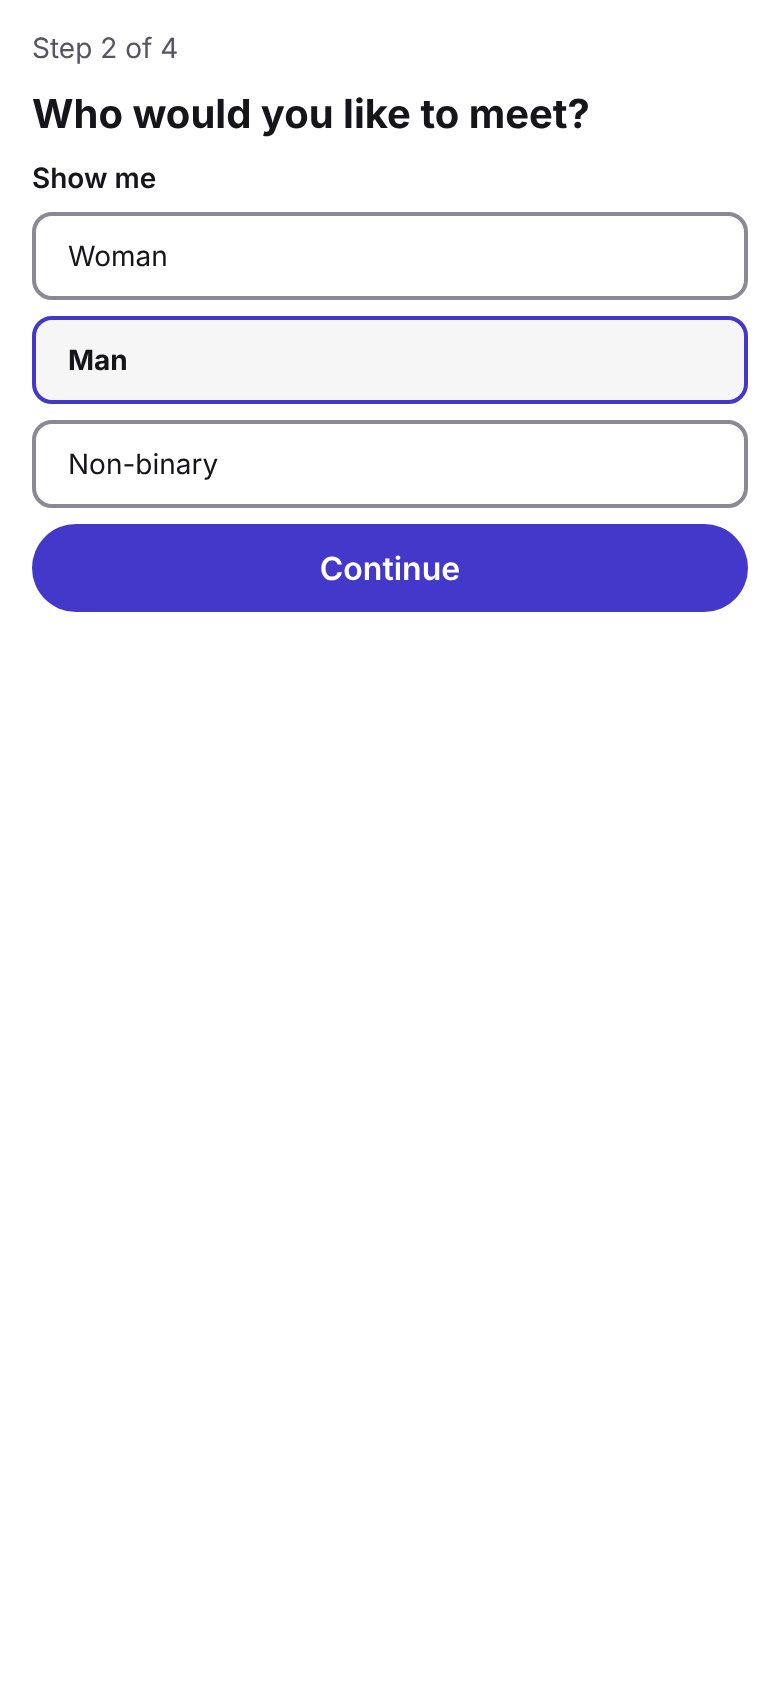 Step 2 of 4
Who would you like to meet?
Show me
Woman
Man
Non-binary
Continue